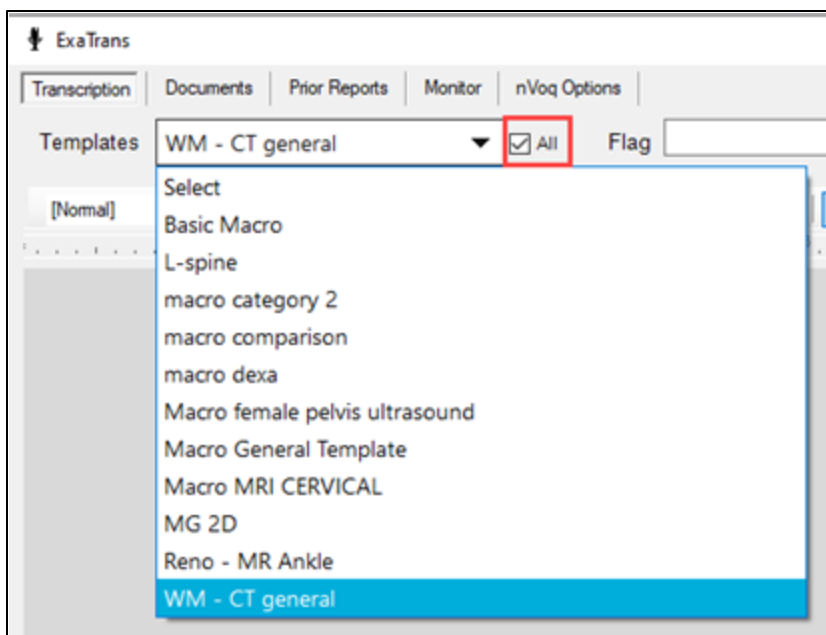 ExaTrans
Transcription Documents Prior Reports Monitor nVoq Options
Templates WM - CT general All Flag
Select
[Normal]
Basic Macro
L-spine
macro category 2
macro comparison
macro dexa
Macro female pelvis ultrasound
Macro General Template
Macro MRI CERVICAL
MG 2D
Reno - MR Ankle
WM - CT general